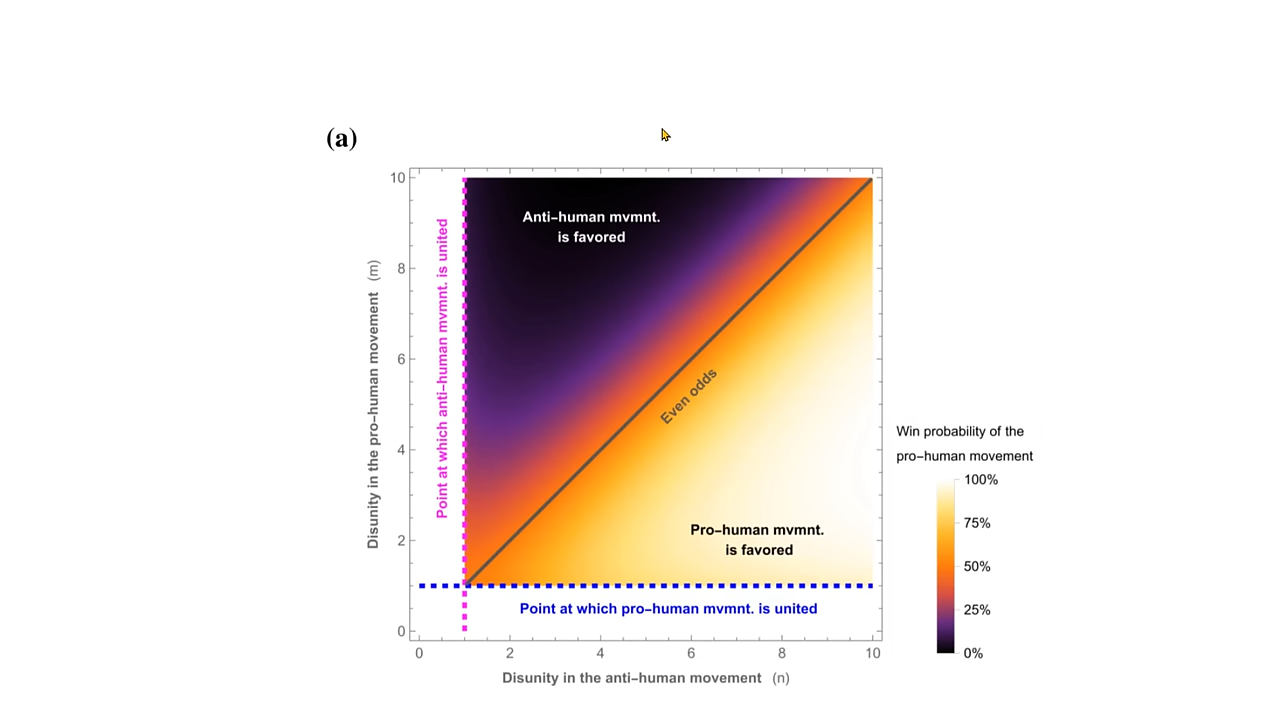 (a)
10
8
6
4
2
0
0 2 4 6 8 10
Disunity in the pro−human movement (m)
Point at which anti−human mvmnt. is united
Anti−human mvmnt.
is favored
Even odds
Pro−human mvmnt.
is favored
Point at which pro−human mvmnt. is united
Disunity in the anti−human movement (n)
Win probability of the
pro−human movement
100%
75%
50%
25%
0%